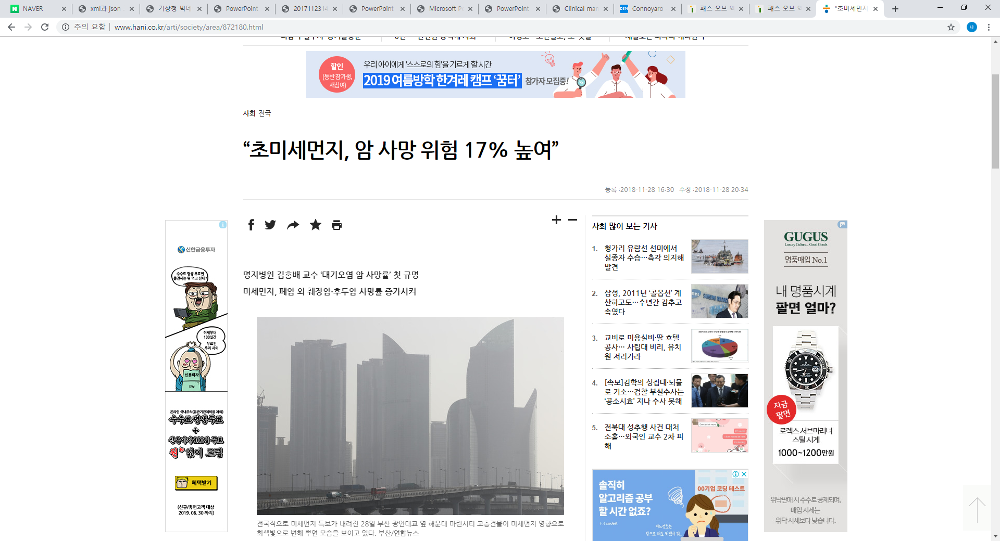 NAVER
xml과 json
기상청 빅데
PowerPoint
2017112314
PowerPoint
Microsoft Po
PowerPoint
Clinical man
DSM
Connoyaro
패스 오브 엑
패스 오브 엑
“초미세먼지
주의 요함
www.hani.co.kr/arti/society/area/872180.html
나
할인
(동반 참가생,
재참여)
우리 아이에게 '스스로의 힘'을 기르게 할 시간
2019 여름방학 한겨레 캠프 ‘꿈터’ 참가자 모집중!
사회 전국
“초미세먼지, 암 사망 위험 17% 높여”
등록 :2018-11-28 16:30 수정 :2018-11-28 20:34
명지병원 김홍배 교수 ‘대기오염 암 사망률’ 첫 규명
미세먼지, 폐암 외 췌장암·후두암 사망률 증가시켜
전국적으로 미세먼지 특보가 내려진 28일 부산 광안대교 옆 해운대 마린시티 고층건물이 미세먼지 영향으로
회색빛으로 변해 뿌연 모습을 보이고 있다. 부산/연합뉴스
사회 많이 보는 기사
1. 헝가리 유람선 선미에서
실종자 수습…촉각 의지해
발견
2. 삼성, 2011년 ‘콜옵션’ 계
산하고도…수년간 감추고
속였다
3. 교비로 미용실비·딸 호텔
공사… 사립대 비리, 유치
원 저리가라
4. [속보]김학의 성접대·뇌물
로 기소…검찰 부실수사는
‘공소시효’ 지나 수사 못해
5. 전북대 성추행 사건 대처
소홀…외국인 교수 2차 피
해
신한금융투자
수수료 평생 무료면
증권사는 뭐 먹고 산대?
이제부터
100일간
무료인
우리 사이
신용이자
0₩
온라인 국내주식(유관기관제비용 제외)
수수료 평생 무료
+
신용이자 100일 무료
없이 드림
혜택받기
(신규/휴면고객 대상
2019. 06. 30 까지)
솔직히
알고리즘 공부
할 시간 없죠?
codeit
00기업 코딩 테스트
어느정도는
감으로 해도 되겠지 뭐..
GUGUS
Luxury Culture... Good Goods
명품매입 No.1
내 명품시계
팔면 얼마?
지금
팔면
로렉스 서브마리너
스틸 시계
1000~1200만원
위탁판매 시 수수료 공제되며,
매입 시세는
위탁 시세보다 낮습니다.